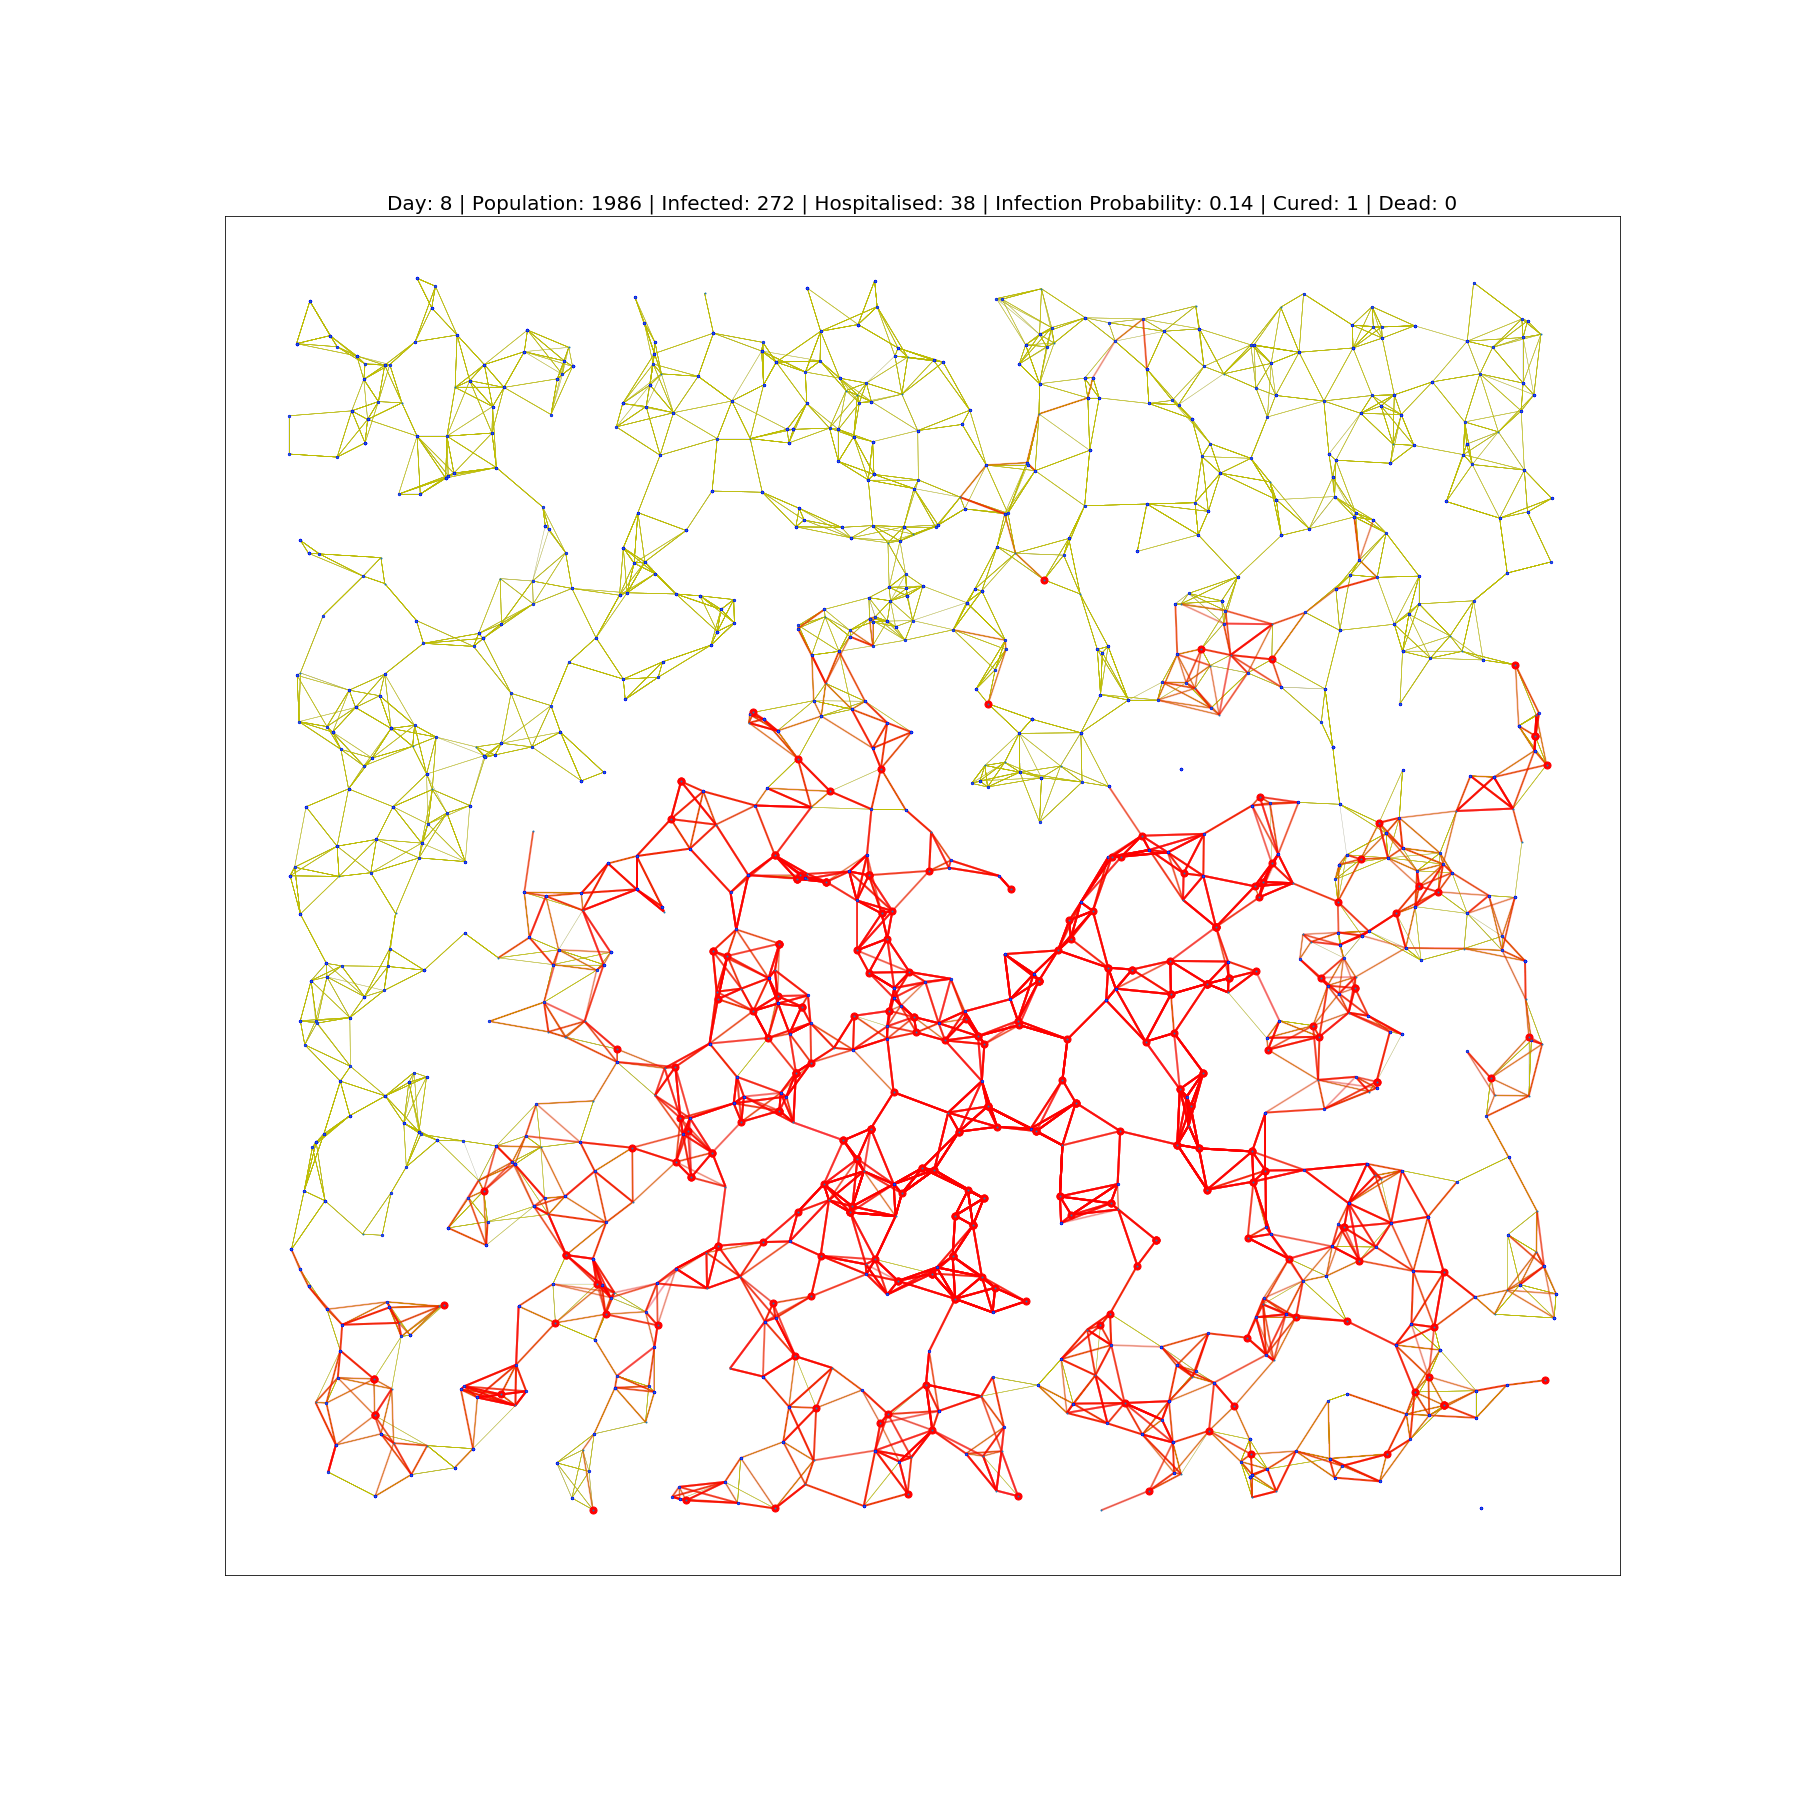 Day: 8 | Population: 1986 | Infected: 272 | Hospitalised: 38 | Infection Probability: 0.14 | Cured: 1 | Dead: 0